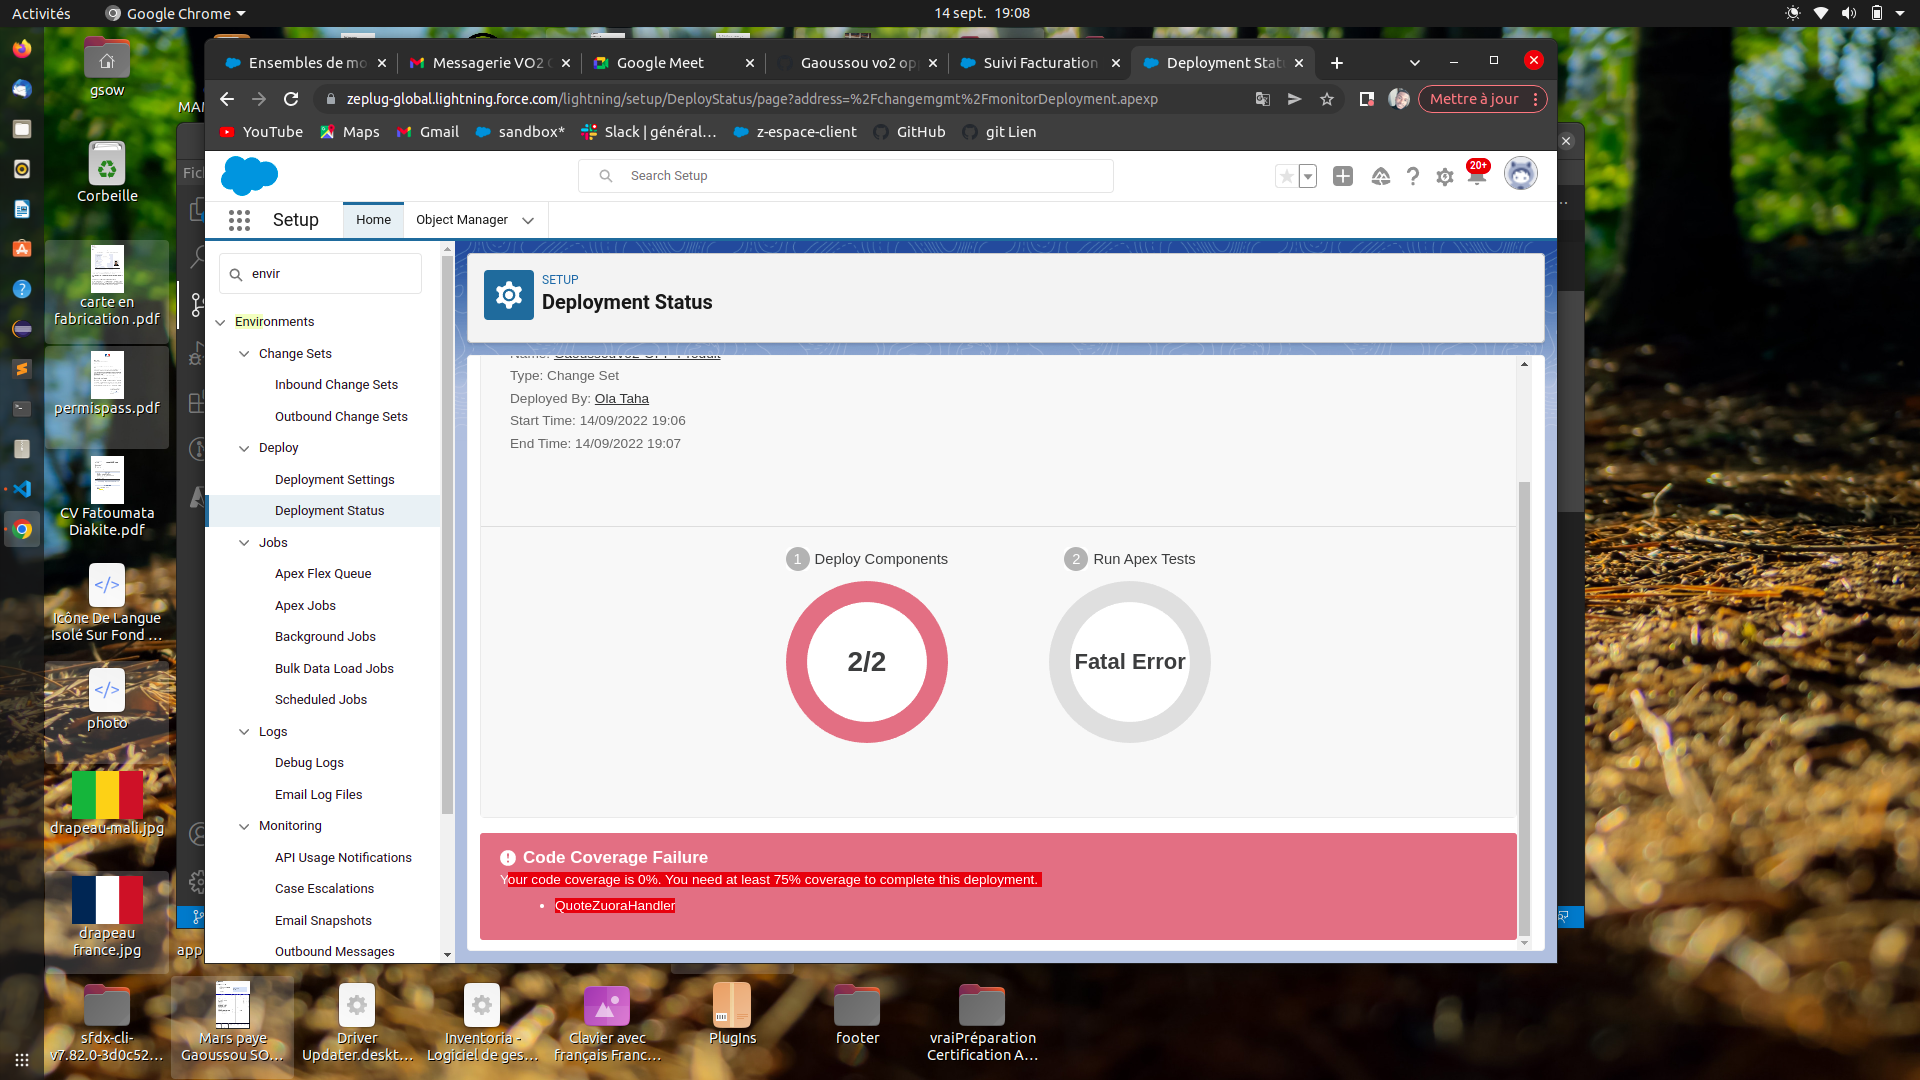 Activités
Google Chrome
14 sept. 19:08
gsow
Corbeille
carte en
fabrication .pdf
permispass.pdf
CV Fatoumata
Diakite.pdf
Icône De Langue
Isolé Sur Fond …
photo
drapeau-mali.jpg
drapeau
france.jpg
Ensembles de mo
Messagerie VO2
Google Meet
Gaoussou vo2 op
Suivi Facturation
Deployment Stat
zeplug-global.lightning.force.com/lightning/setup/DeployStatus/page?address=%2Fchangemgmt%2FmonitorDeployment.apexp
Mettre à jour
YouTube
Maps
Gmail
sandbox*
Slack | général…
z-espace-client
GitHub
git Lien
Search Setup
20+
Setup
Home
Object Manager
envir
Environments
Change Sets
Inbound Change Sets
Outbound Change Sets
Deploy
Deployment Settings
Deployment Status
Jobs
Apex Flex Queue
Apex Jobs
Background Jobs
Bulk Data Load Jobs
Scheduled Jobs
Logs
Debug Logs
Email Log Files
Monitoring
API Usage Notifications
Case Escalations
Email Snapshots
Outbound Messages
SETUP
Deployment Status
Type: Change Set
Deployed By: Ola Taha
Start Time: 14/09/2022 19:06
End Time: 14/09/2022 19:07
1 Deploy Components
2 Run Apex Tests
2/2
Fatal Error
Code Coverage Failure
Your code coverage is 0%. You need at least 75% coverage to complete this deployment.
• QuoteZuoraHandler
sfdx-cli-
v7.82.0-3d0c52…
Mars paye
Gaoussou SO…
Driver
Updater.deskt…
Inventoria -
Logiciel de ges…
Clavier avec
français Franc…
PlugIns
footer
vraiPréparation
Certification A…